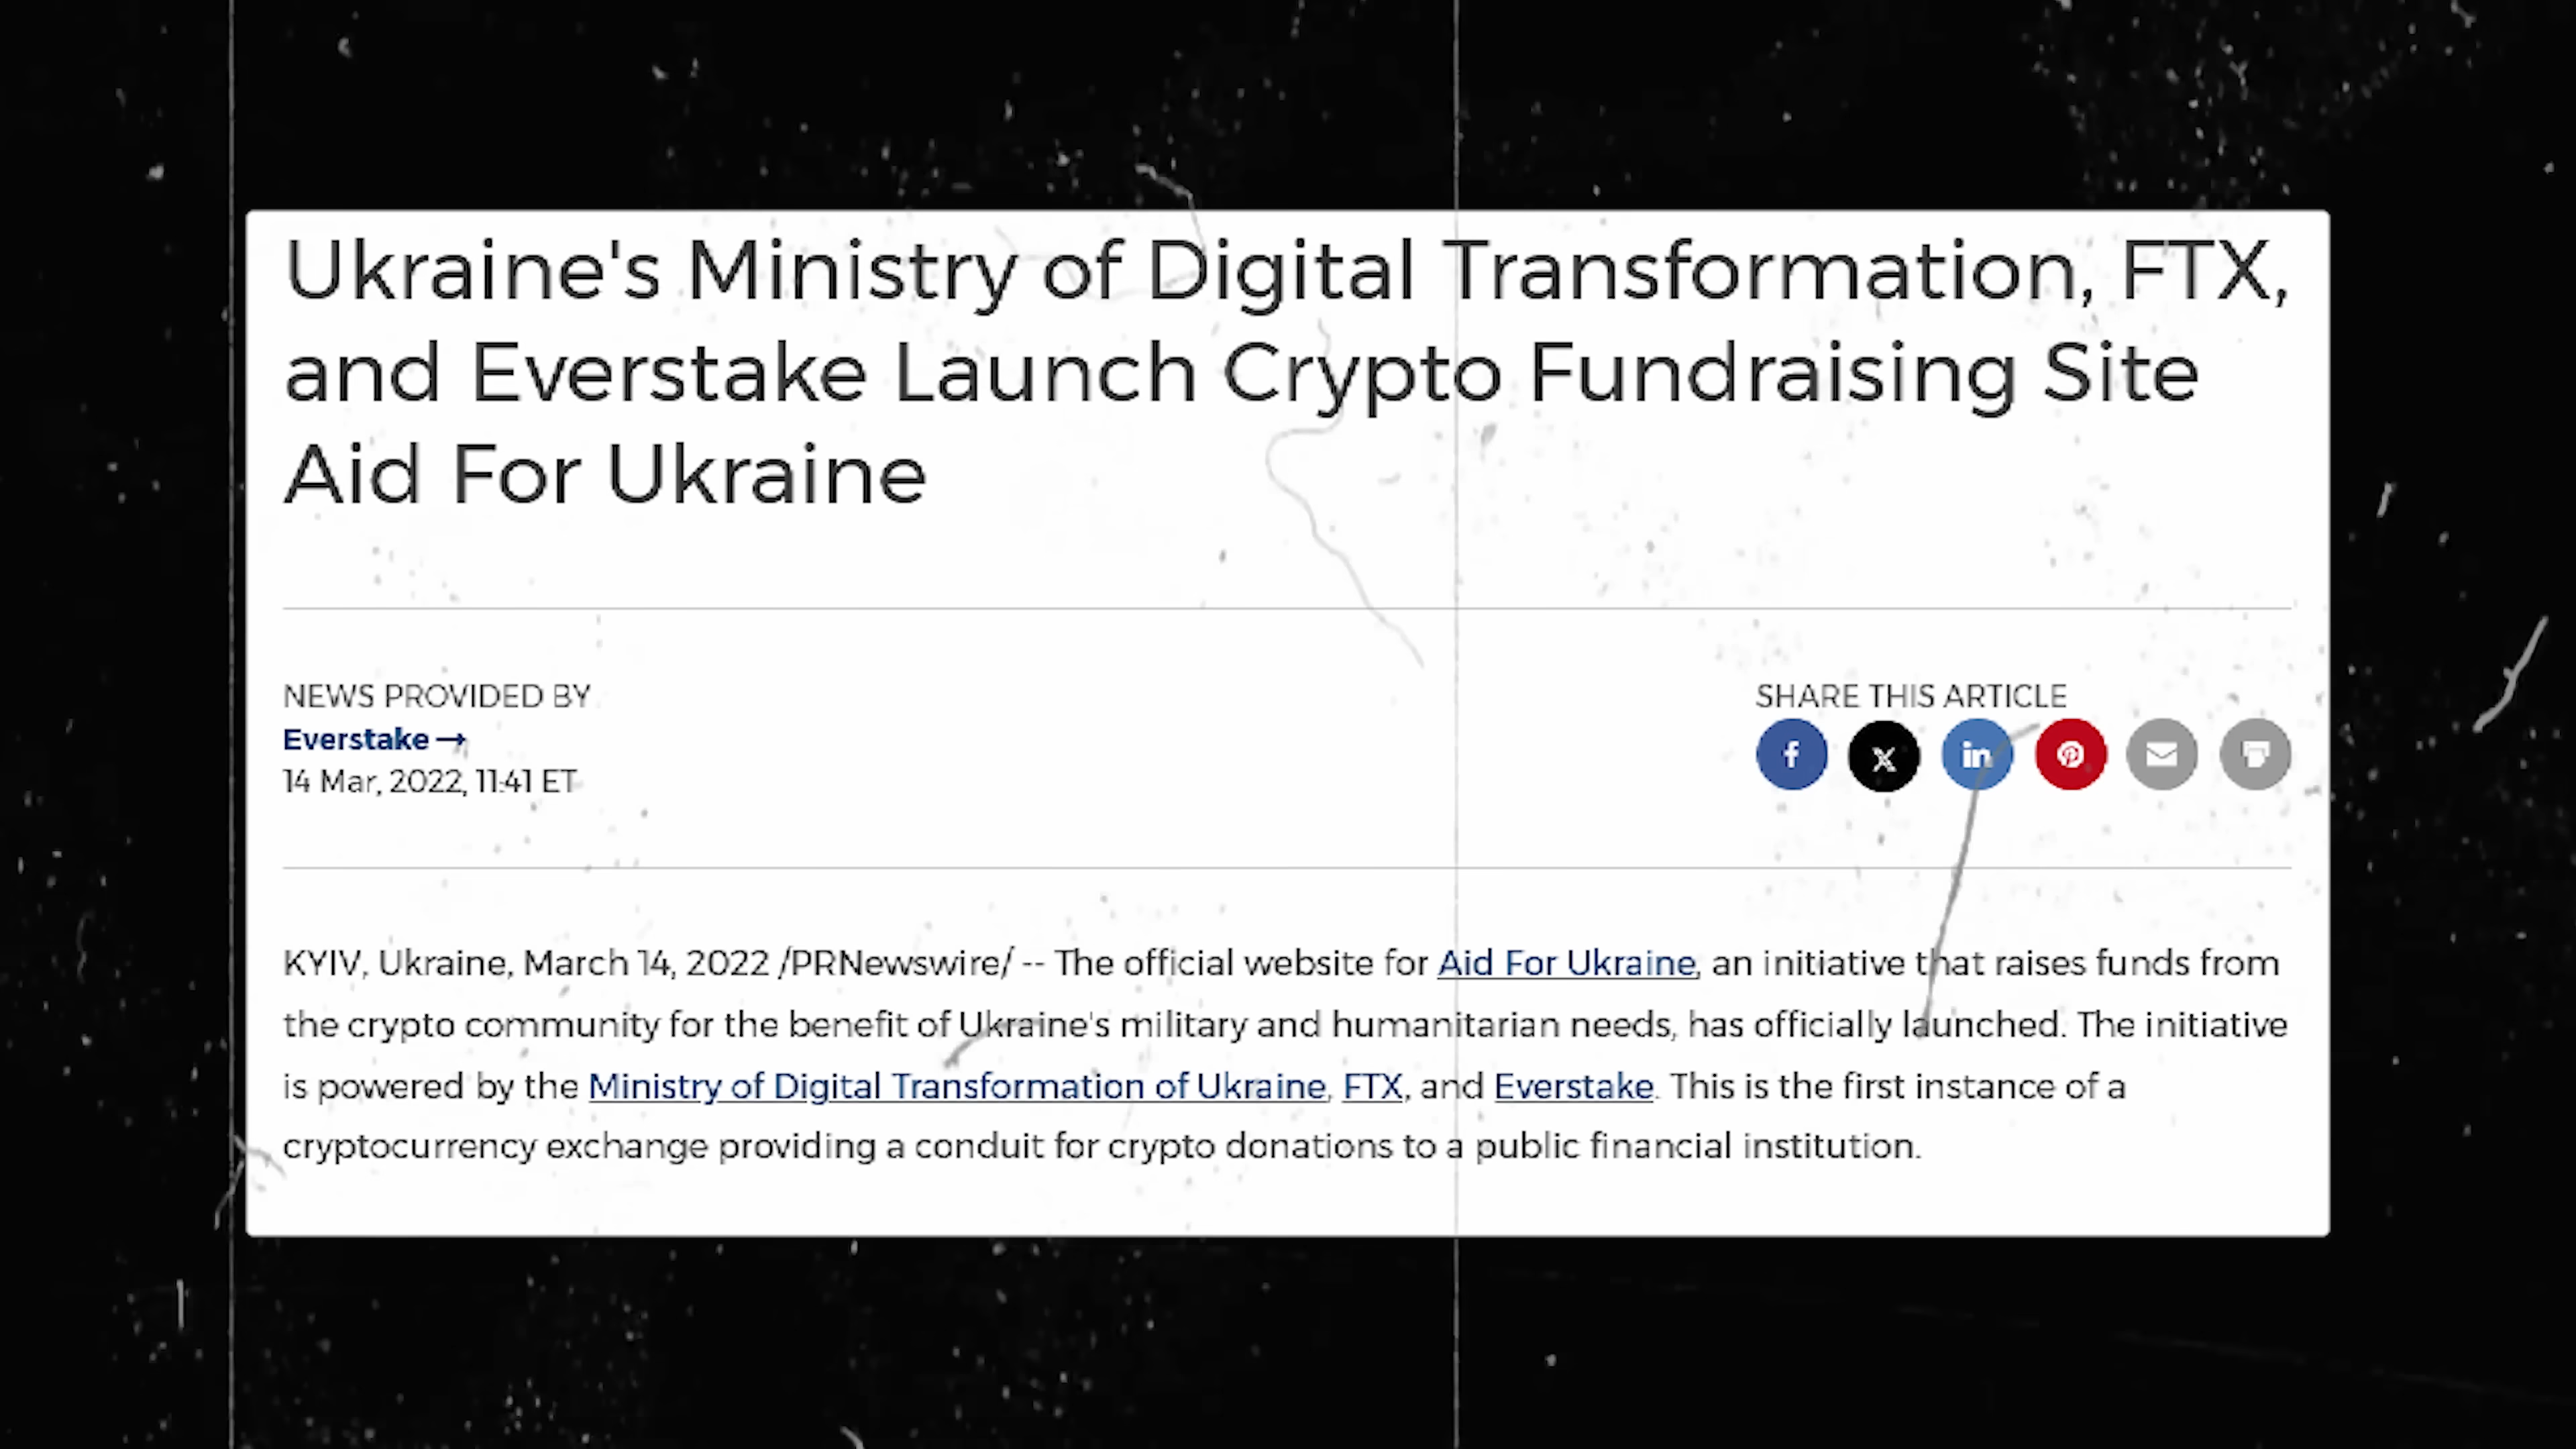 Ukraine's Ministry of Digital Transformation, FTX,
and Everstake Launch Crypto Fundraising Site
Aid For Ukraine
NEWS PROVIDED BY
Everstake→
14 Mar, 2022, 11:41 ET
SHARE THIS ARTICLE
KYIV, Ukraine, March 14, 2022 /PRNewswire/ -- The official website for Aid For Ukraine, an initiative that raises funds from
the crypto community for the benefit of Ukraine's military and humanitarian needs, has officially launched. The initiative
is powered by the Ministry of Digital Transformation of Ukraine, FTX, and Everstake. This is the first instance of a
cryptocurrency exchange providing a conduit for crypto donations to a public financial institution.